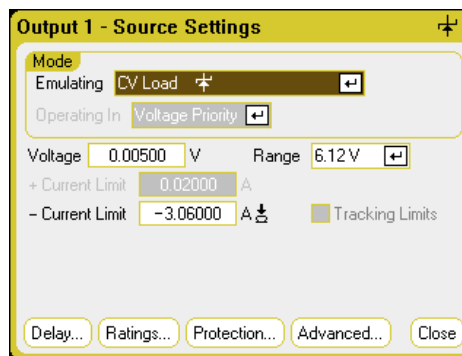 Output 1 - Source Settings
Mode
Emulating CV Load
Operating In Voltage Priority
Voltage 0.00500 V Range 6.12 V
+ Current Limit 0.02000 A
- Current Limit -3.06000 A Tracking Limits
Delay... Ratings... Protection... Advanced... Close